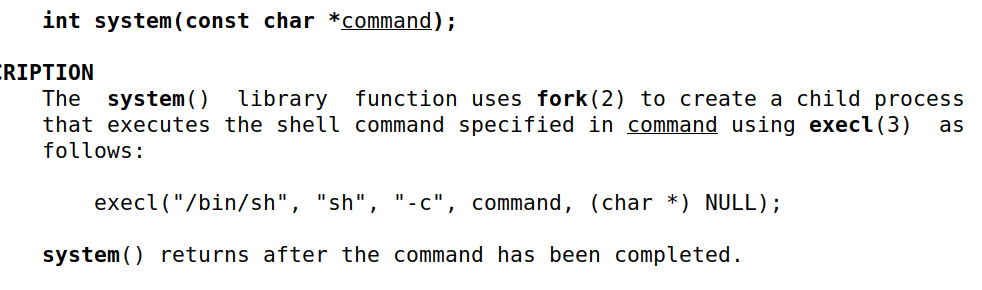 int system(const char *command);
CRIPTION
The system() library function uses fork(2) to create a child process
that executes the shell command specified in command using execl(3) as
follows:
execl("/bin/sh", "sh", "-c", command, (char *) NULL);
system() returns after the command has been completed.